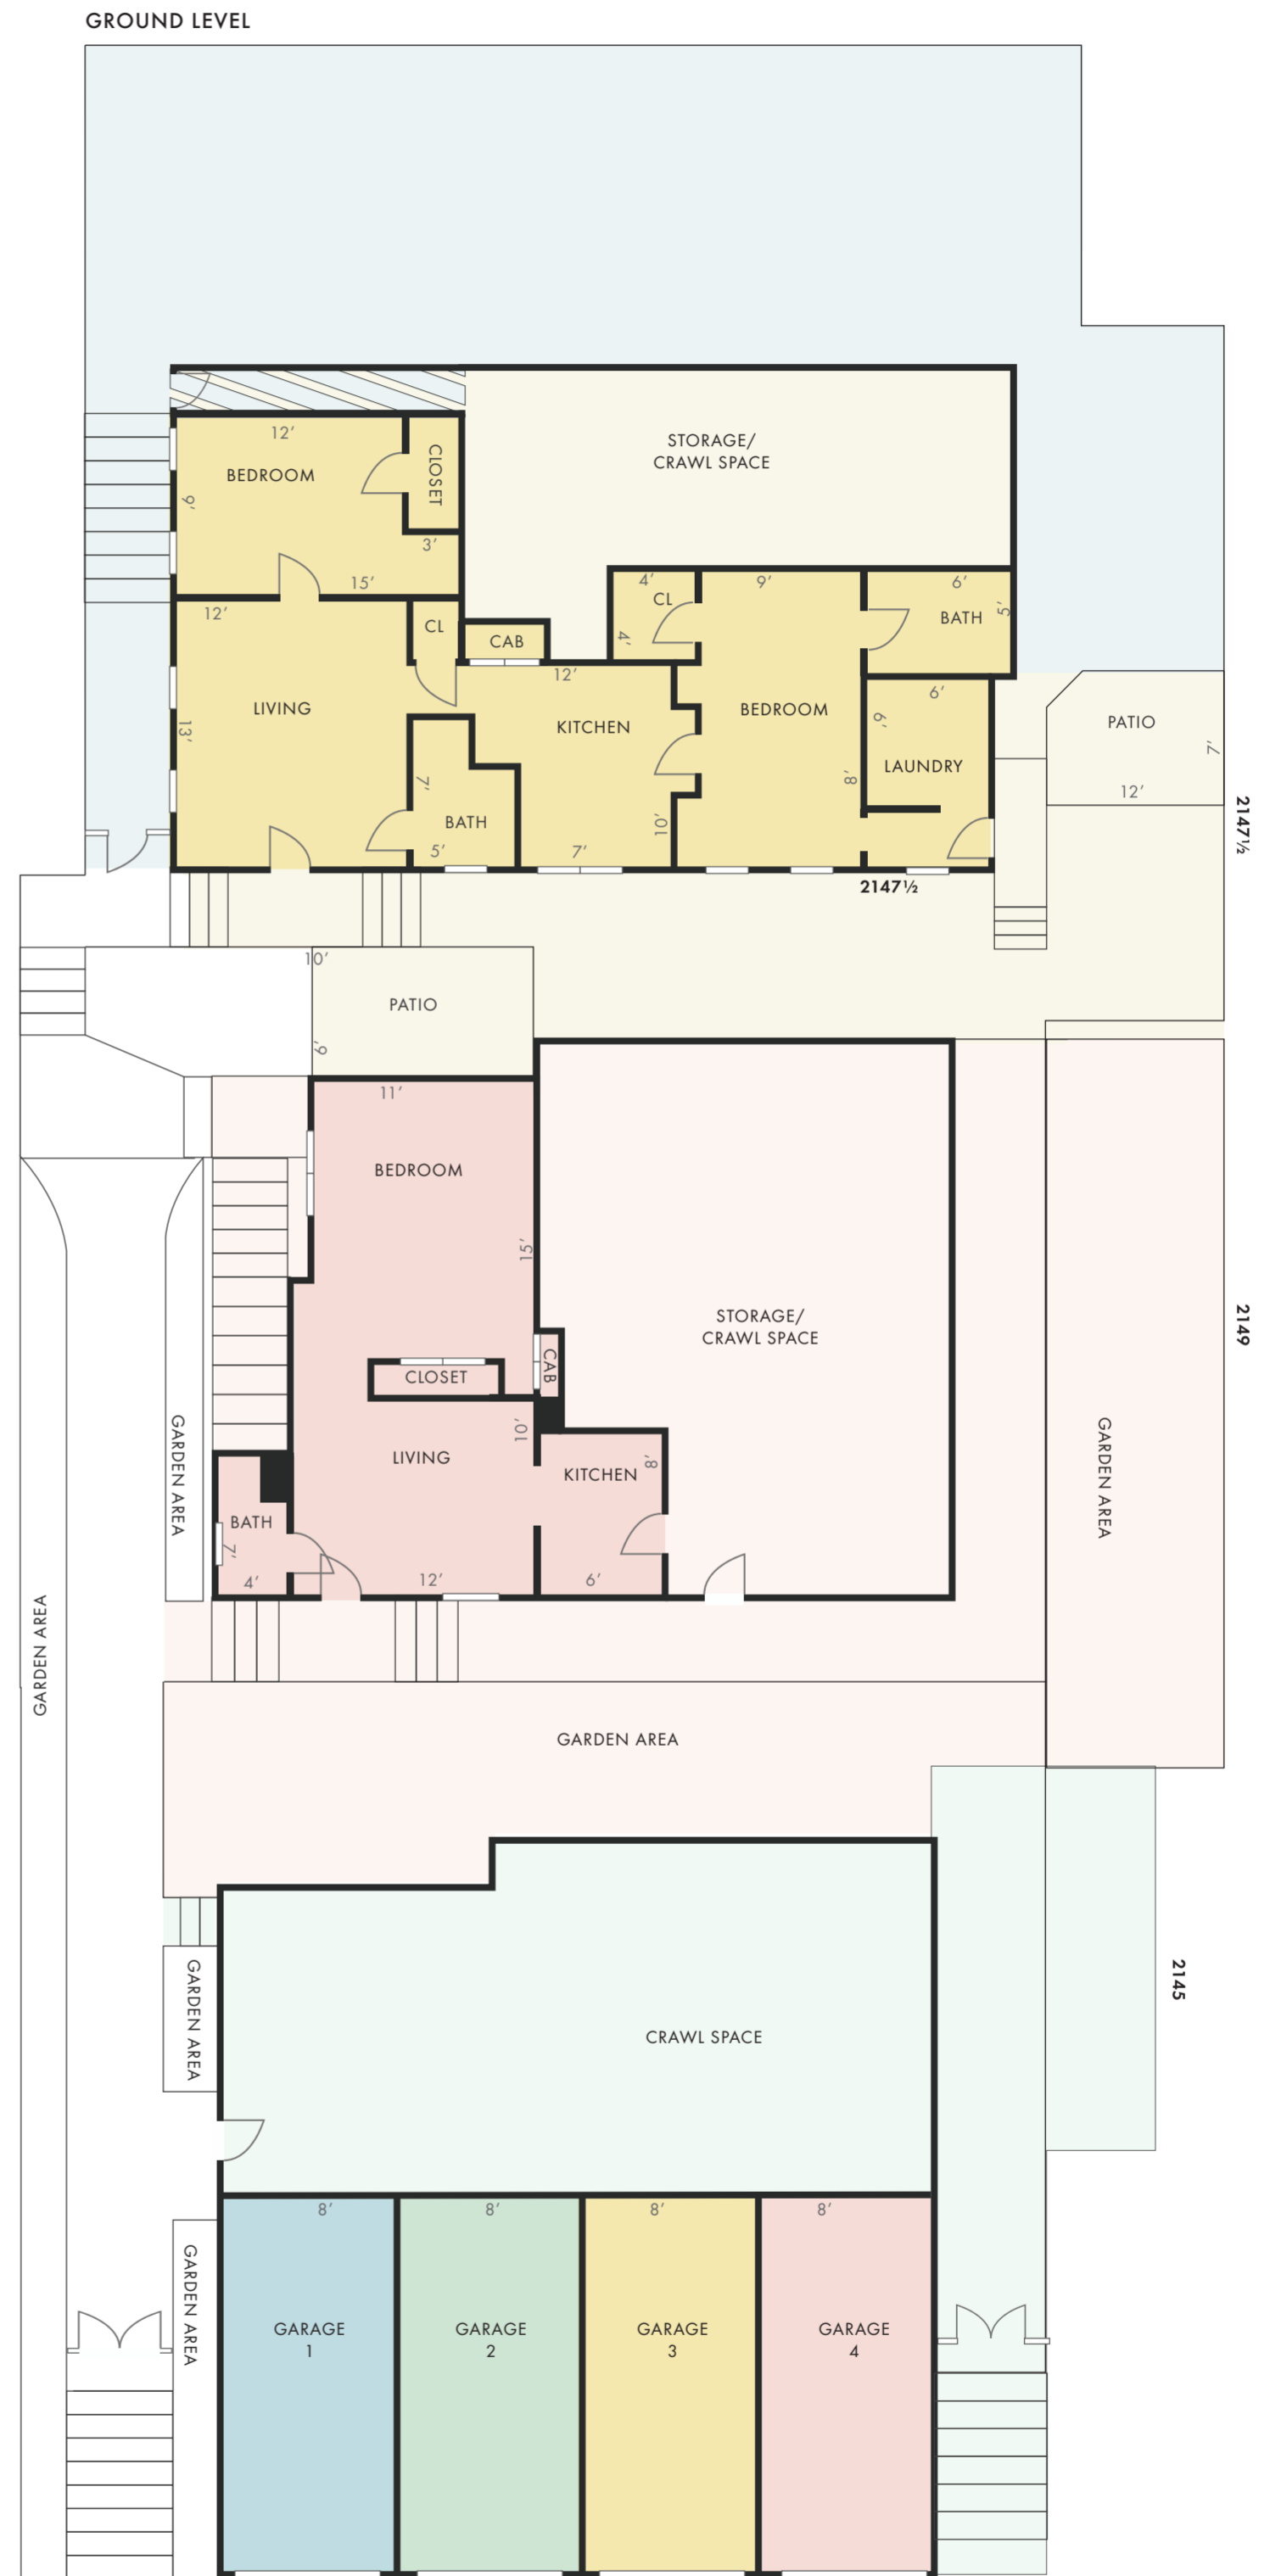 GROUND LEVEL
STORAGE/
CRAWL SPACE
12’
BEDROOM
CLOSET
9’
3’
15’
4’
CL
4’
9’
6’
5’
BATH
12’
CL
CAB
12’
LIVING
13’
KITCHEN
BEDROOM
6’
6’
LAUNDRY
PATIO
7’
12’
7’
BATH
5’
7’
10’
8’
2147½
2147½
10’
PATIO
9’
11’
BEDROOM
15’
STORAGE/
CRAWL SPACE
2149
CLOSET
CAB
GARDEN AREA
LIVING
10’
KITCHEN
8’
GARDEN AREA
BATH
7’
4’
12’
6’
GARDEN AREA
GARDEN AREA
GARDEN AREA
CRAWL SPACE
2145
8’
8’
8’
8’
GARDEN AREA
GARAGE
1
GARAGE
2
GARAGE
3
GARAGE
4